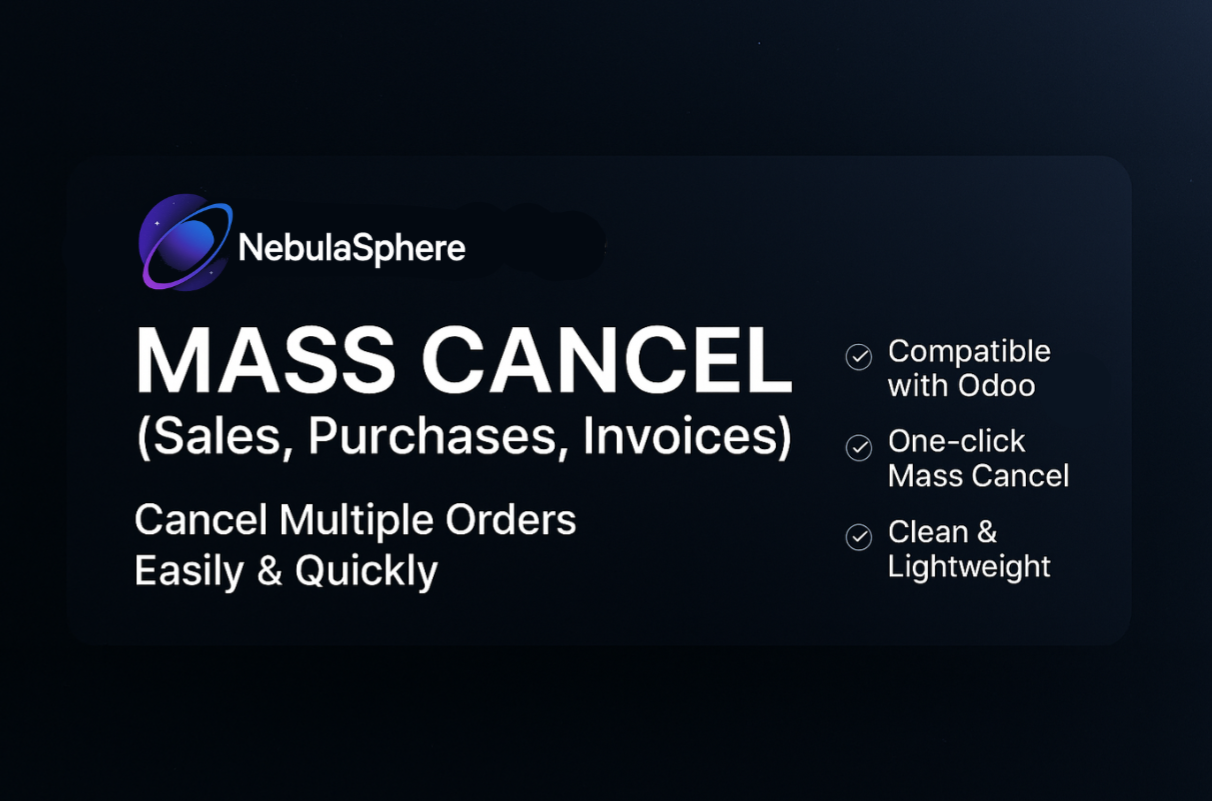 NebulaSphere
MASS CANCEL
(Sales, Purchases, Invoices)
Cancel Multiple Orders
Easily & Quickly
Compatible
with Odoo
One-click
Mass Cancel
Clean &
Lightweight